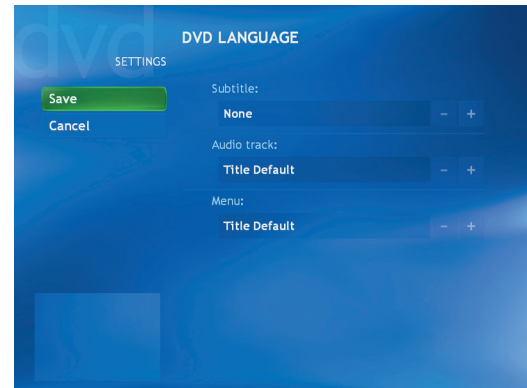 dvd
DVD LANGUAGE
SETTINGS
Save
Cancel
Subtitle:
None - +
Audio track:
Title Default - +
Menu:
Title Default - +